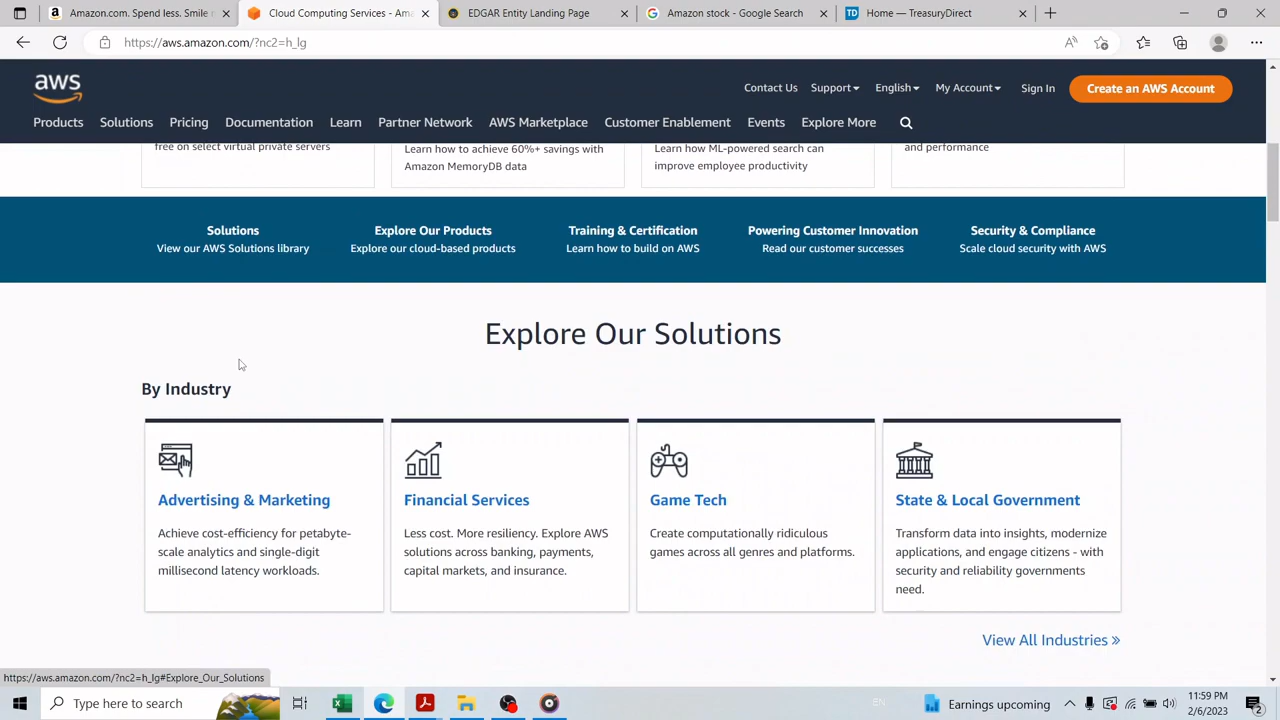 Amazon.com. Spend less. Smile m
Cloud Computing Services - Ama
EDGAR Entity Landing Page
Amazon stock - Google Search
TD
Home — TreasuryDirect
https://aws.amazon.com/?nc2=h_lg
aws
Contact Us
Support
English
My Account
Sign In
Create an AWS Account
Products
Solutions
Pricing
Documentation
Learn
Partner Network
AWS Marketplace
Customer Enablement
Events
Explore More
free on select virtual private servers
Learn how to achieve 60%+ savings with
Amazon MemoryDB data
Learn how ML-powered search can
improve employee productivity
and performance
Solutions
View our AWS Solutions library
Explore Our Products
Explore our cloud-based products
Training & Certification
Learn how to build on AWS
Powering Customer Innovation
Read our customer successes
Security & Compliance
Scale cloud security with AWS
Explore Our Solutions
By Industry
Advertising & Marketing
Achieve cost-efficiency for petabyte-
scale analytics and single-digit
millisecond latency workloads.
Financial Services
Less cost. More resiliency. Explore AWS
solutions across banking, payments,
capital markets, and insurance.
Game Tech
Create computationally ridiculous
games across all genres and platforms.
State & Local Government
Transform data into insights, modernize
applications, and engage citizens - with
security and reliability governments
need.
View All Industries »
https://aws.amazon.com/?nc2=h_lg#Explore_Our_Solutions
Type here to search
EN
Earnings upcoming
11:59 PM
2/6/2023
2